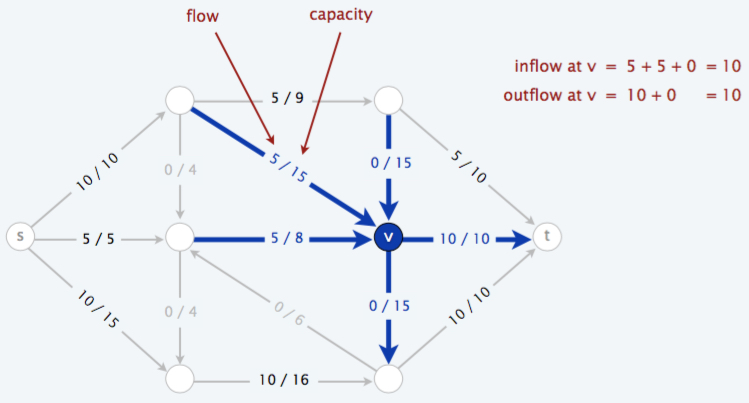 flow
capacity
inflow at v = 5 + 5 + 0 = 10
outflow at v = 10 + 0 = 10
5 / 9
10 / 10
0 / 4
5 / 15
0 / 15
5 / 10
s
5 / 5
5 / 8
v
10 / 10
t
10 / 15
0 / 4
0 / 6
0 / 15
10 / 10
10 / 16